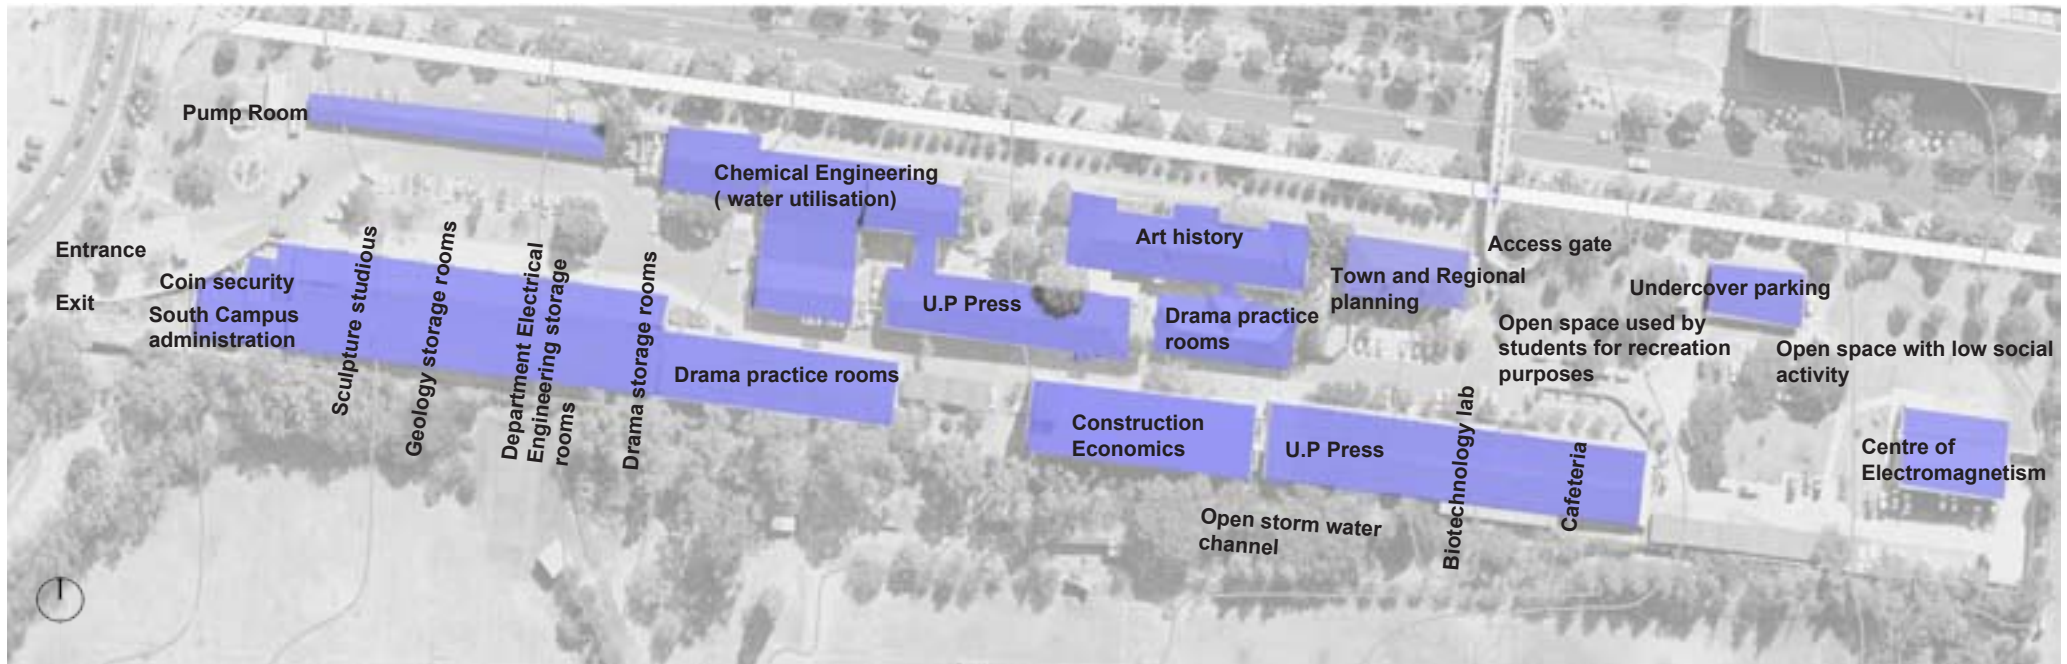 Pump Room
Chemical Engineering
( water utilisation)
Entrance
Exit
Coin security
South Campus
administration
Sculpture studious
Geology storage rooms
Department Electrical
Engineering storage
rooms
Drama storage rooms
Drama practice rooms
U.P Press
Art history
Drama practice
rooms
Town and Regional
planning
Access gate
Undercover parking
Open space used by
students for recreation
purposes
Open space with low social
activity
Construction
Economics
U.P Press
Biotechnology lab
Cafeteria
Centre of
Electromagnetism
Open storm water
channel